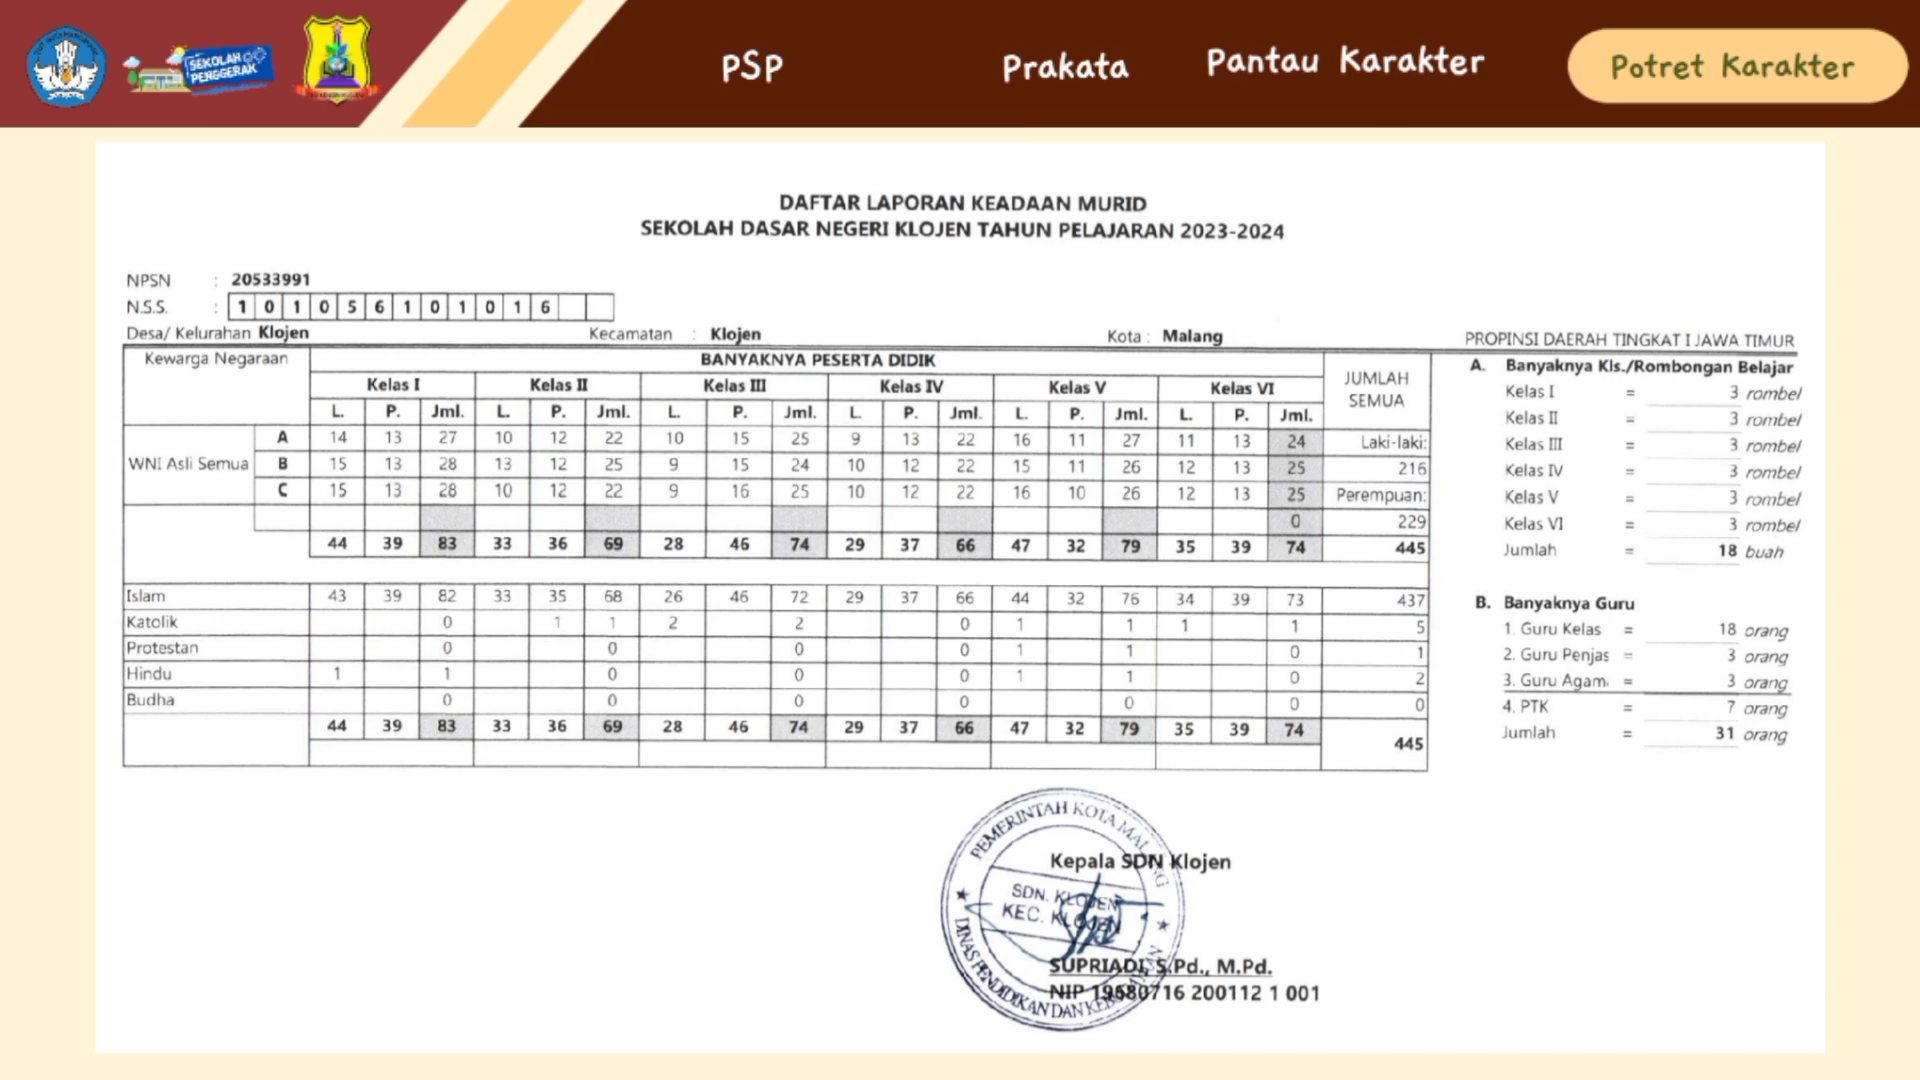 SEKOLAH PENGGERAK
PSP
Prakata
Pantau Karakter
Potret Karakter
DAFTAR LAPORAN KEADAAN MURID
SEKOLAH DASAR NEGERI KLOJEN TAHUN PELAJARAN 2023-2024
NPSN : 20533991
N.S.S. : 1 0 1 0 5 6 1 0 1 0 1 6
Desa/ Kelurahan Klojen Kecamatan : Klojen Kota : Malang PROPINSI DAERAH TINGKAT I JAWA TIMUR
Kewarga Negaraan BANYAKNYA PESERTA DIDIK JUMLAH SEMUA
Kelas I Kelas II Kelas III Kelas IV Kelas V Kelas VI
L. P. Jml. L. P. Jml. L. P. Jml. L. P. Jml. L. P. Jml. L. P. Jml.
WNI Asli Semua
A 14 13 27 10 12 22 10 15 25 9 13 22 16 11 27 11 13 24 Laki-laki:
B 15 13 28 13 12 25 9 15 24 10 12 22 15 11 26 12 13 25 216
C 15 13 28 10 12 22 9 16 25 10 12 22 16 10 26 12 13 25 Perempuan:
0 229
44 39 83 33 36 69 28 46 74 29 37 66 47 32 79 35 39 74 445
Islam 43 39 82 33 35 68 26 46 72 29 37 66 44 32 76 34 39 73 437
Katolik 0 1 1 2 2 0 1 1 1 1 5
Protestan 0 0 0 0 1 1 0 1
Hindu 1 1 0 0 0 1 1 0 2
Budha 0 0 0 0 0 0 0
44 39 83 33 36 69 28 46 74 29 37 66 47 32 79 35 39 74 445
A. Banyaknya Kls./Rombongan Belajar
Kelas I = 3 rombel
Kelas II = 3 rombel
Kelas III = 3 rombel
Kelas IV = 3 rombel
Kelas V = 3 rombel
Kelas VI = 3 rombel
Jumlah = 18 buah
B. Banyaknya Guru
1. Guru Kelas = 18 orang
2. Guru Penjas = 3 orang
3. Guru Agam = 3 orang
4. PTK = 7 orang
Jumlah = 31 orang
PEMERINTAH KOTA MALANG
Kepala SDN Klojen
SDN. KLOJEN
KEC. KLOJEN
SUPRIADI, S.Pd., M.Pd.
NIP 19680716 200112 1 001
DINAS PENDIDIKAN DAN KEBUDAYAAN